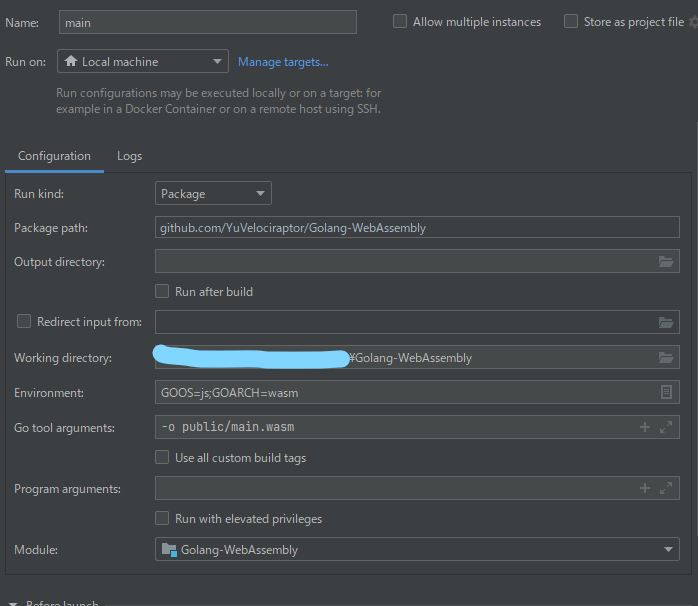 Name: main Allow multiple instances Store as project file
Run on: Local machine Manage targets...
Run configurations may be executed locally or on a target: for
example in a Docker Container or on a remote host using SSH.
Configuration Logs
Run kind: Package
Package path: github.com/YuVelociraptor/Golang-WebAssembly
Output directory:
Run after build
Redirect input from:
Working directory: ¥Golang-WebAssembly
Environment: GOOS=js;GOARCH=wasm
Go tool arguments: -o public/main.wasm
Use all custom build tags
Program arguments:
Run with elevated privileges
Module: Golang-WebAssembly
Before launch